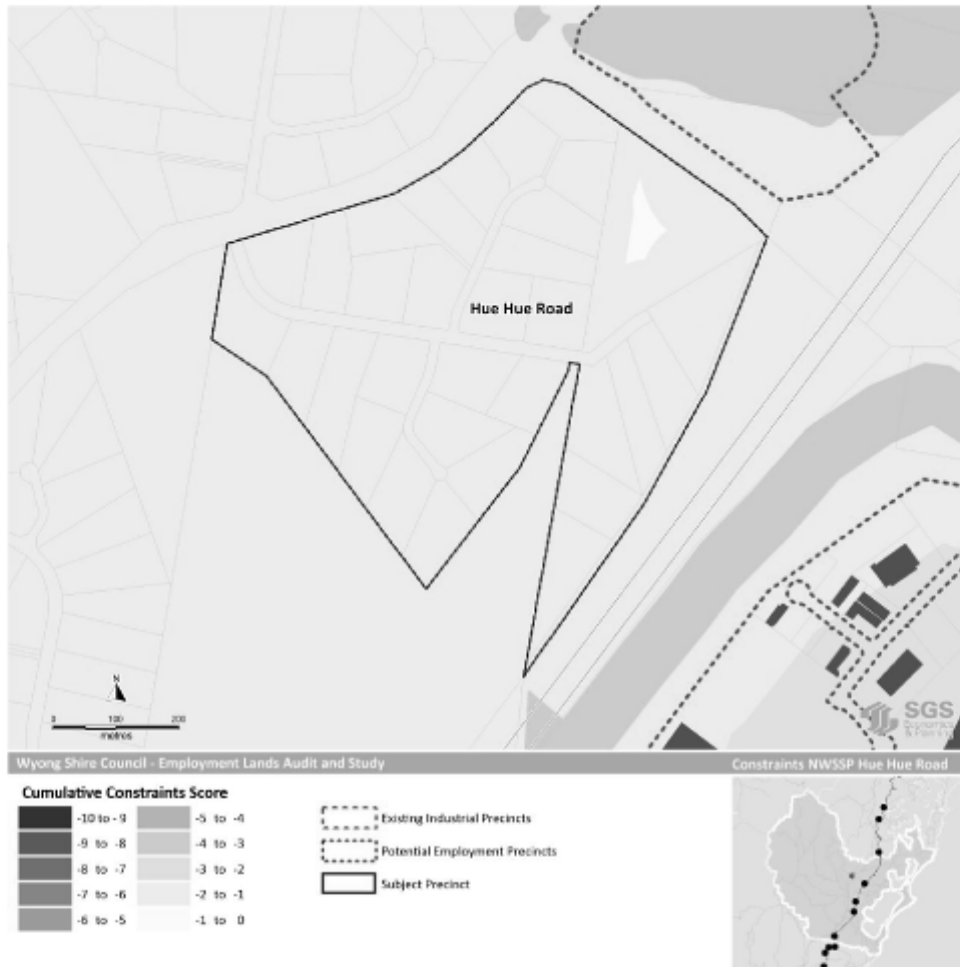 Hue Hue Road
N
0 100 200
metres
SGS
Economics
& Planning
Wyong Shire Council - Employment Lands Audit and Study
Constraints NWSSP Hue Hue Road
Cumulative Constraints Score
-10 to - 9
-9 to -8
-8 to -7
-7 to -6
-6 to -5
-5 to -4
-4 to -3
-3 to -2
-2 to -1
-1 to 0
Existing Industrial Precincts
Potential Employment Precincts
Subject Precinct